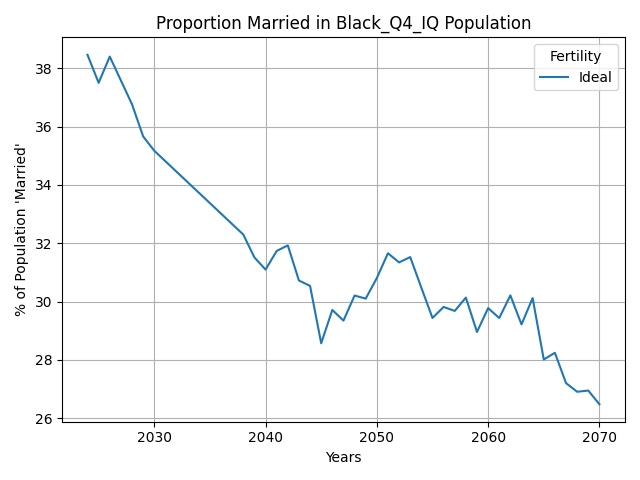 Proportion Married in Black_Q4_IQ Population
Fertility
Ideal
% of Population 'Married'
38
36
34
32
30
28
26
2030
2040
2050
2060
2070
Years